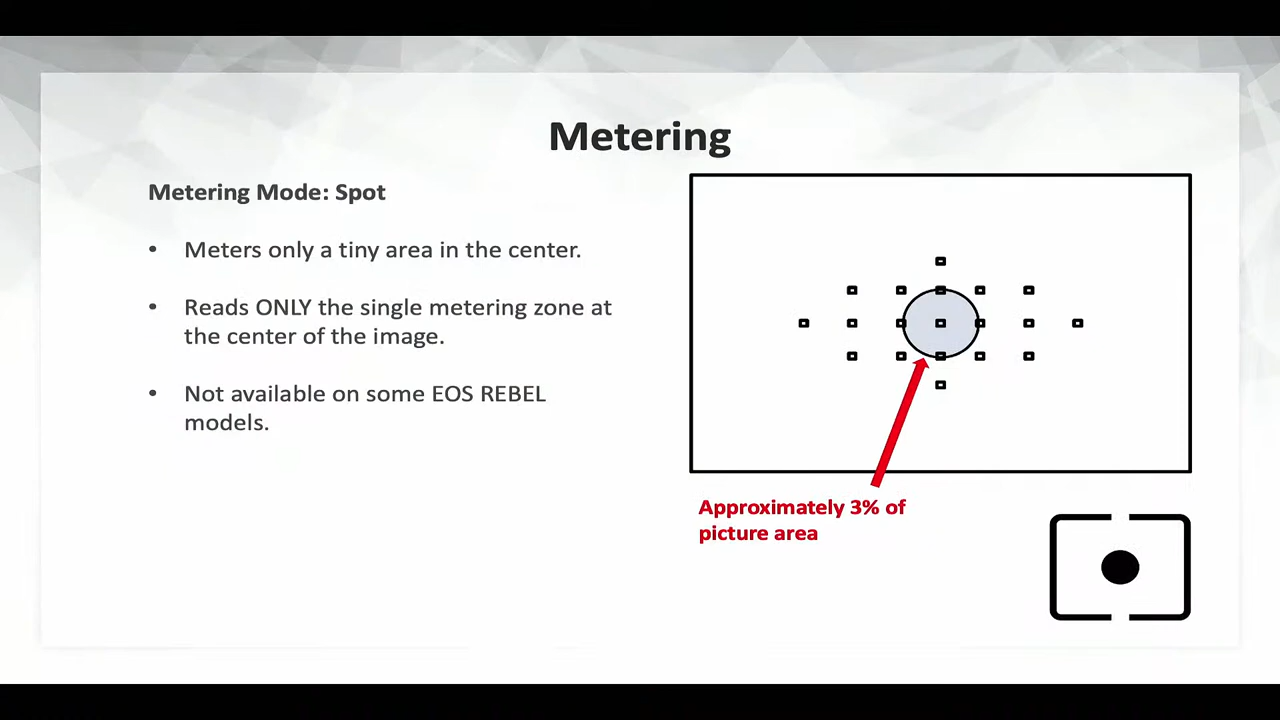 Metering
Metering Mode: Spot
• Meters only a tiny area in the center.
• Reads ONLY the single metering zone at
the center of the image.
• Not available on some EOS REBEL
models.
Approximately 3% of
picture area